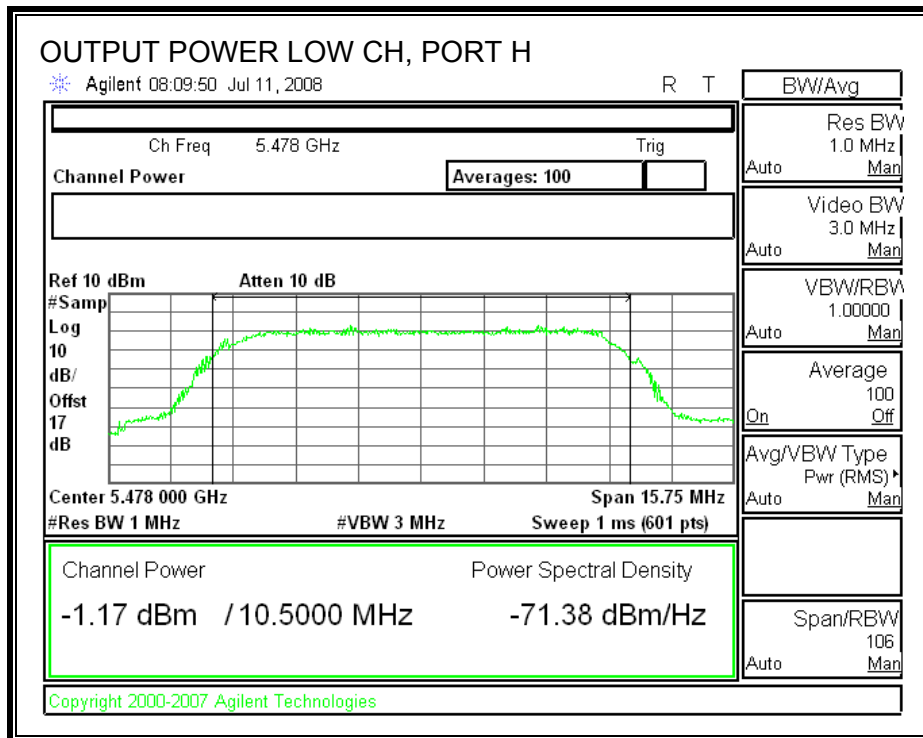 OUTPUT POWER LOW CH, PORT H
Agilent 08:09:50 Jul 11, 2008 R T
BW/Avg
Ch Freq 5.478 GHz Trig
Channel Power Averages: 100
Ref 10 dBm Atten 10 dB
#Samp
Log
10
dB/
Offst
17
dB
Center 5.478 000 GHz Span 15.75 MHz
#Res BW 1 MHz #VBW 3 MHz Sweep 1 ms (601 pts)
Channel Power Power Spectral Density
-1.17 dBm /10.5000 MHz -71.38 dBm/Hz
Copyright 2000-2007 Agilent Technologies
Res BW
1.0 MHz
Auto Man
Video BW
3.0 MHz
Auto Man
VBW/RBW
1.00000
Auto Man
Average
100
On Off
Avg/VBW Type
Pwr (RMS)
Auto Man
Span/RBW
106
Auto Man